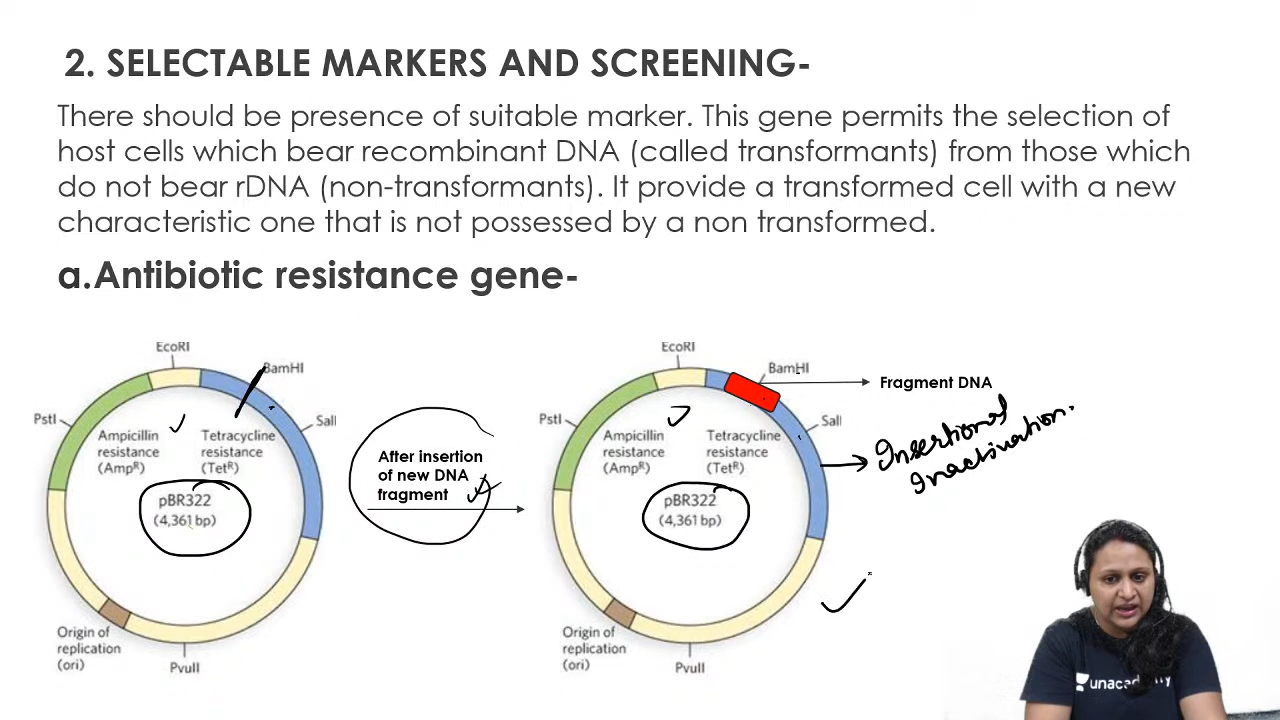 2. SELECTABLE MARKERS AND SCREENING-
There should be presence of suitable marker. This gene permits the selection of
host cells which bear recombinant DNA (called transformants) from those which
do not bear rDNA (non-transformants). It provide a transformed cell with a new
characteristic one that is not possessed by a non transformed.
a.Antibiotic resistance gene-
EcoRI
BamHI
PstI
SalI
Ampicillin
resistance
(Ampᴿ)
Tetracycline
resistance
(Tetᴿ)
pBR322
(4,361 bp)
Origin of
replication
(ori)
PvuII
After insertion
of new DNA
fragment
EcoRI
BamHI
Fragment DNA
PstI
SalI
Ampicillin
resistance
(Ampᴿ)
Tetracycline
resistance
(Tetᴿ)
Insertional
Inactivation.
pBR322
(4,361 bp)
Origin of
replication
(ori)
PvuII
unacademy